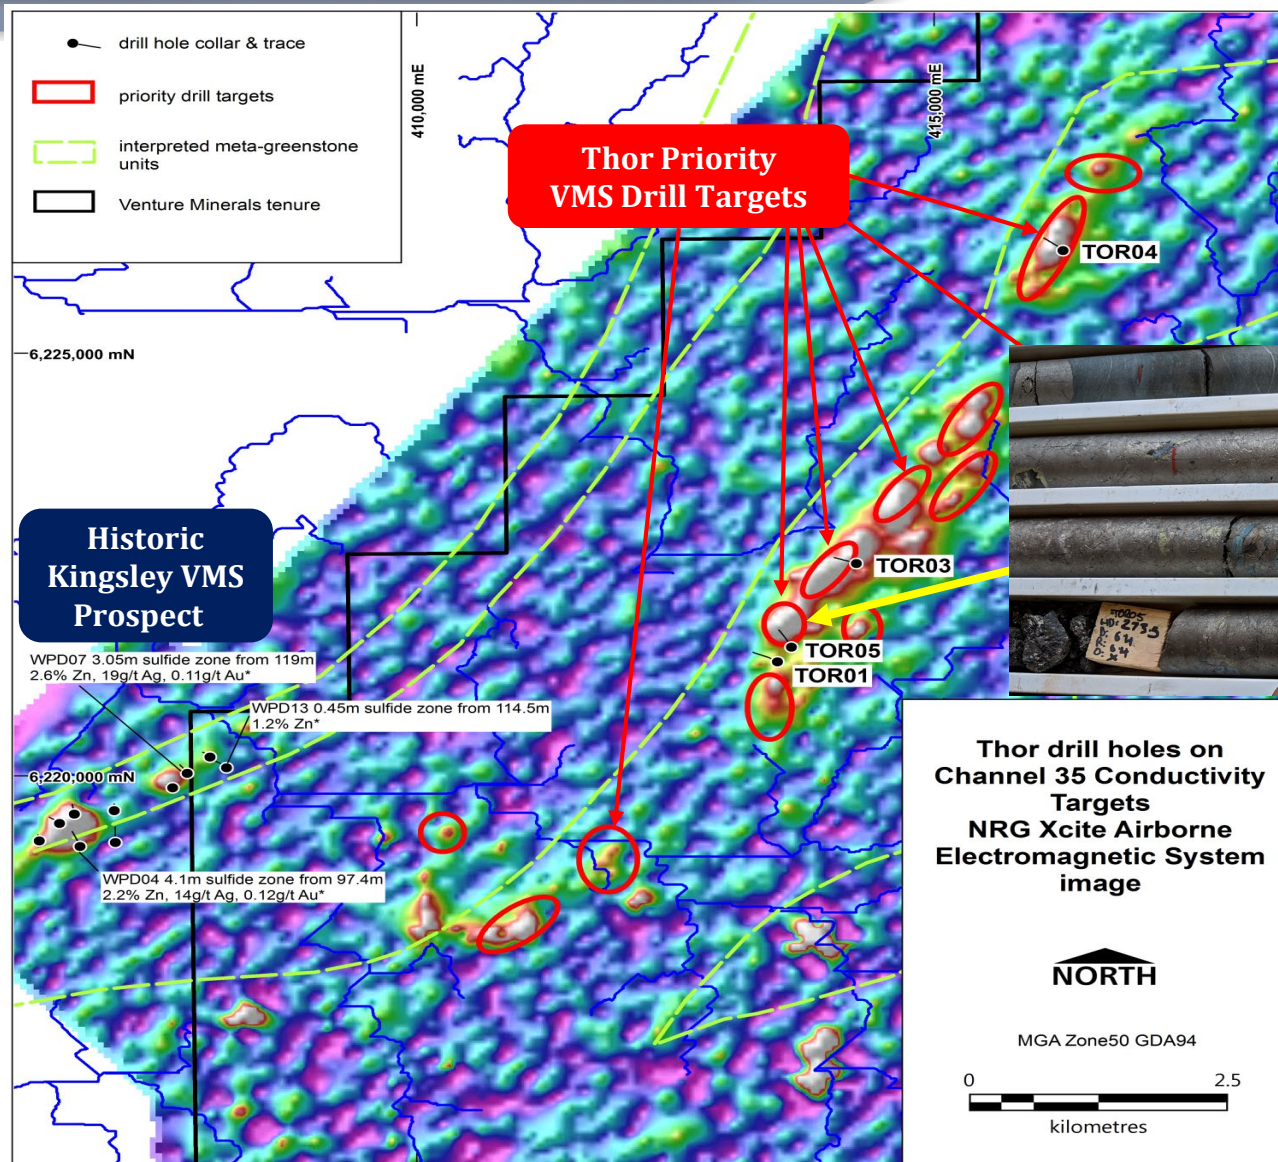 drill hole collar & trace
priority drill targets
interpreted meta-greenstone
units
Venture Minerals tenure
410,000 mE
415,000 mE
Thor Priority
VMS Drill Targets
TOR04
6,225,000 mN
Historic
Kingsley VMS
Prospect
TOR03
TOR05
TOR01
TOR05
WPD07 3.05m sulfide zone from 119m
2.6% Zn, 19g/t Ag, 0.11g/t Au*
WPD13 0.45m sulfide zone from 114.5m
1.2% Zn*
6,220,000 mN
WPD04 4.1m sulfide zone from 97.4m
2.2% Zn, 14g/t Ag, 0.12g/t Au*
Thor drill holes on
Channel 35 Conductivity
Targets
NRG Xcite Airborne
Electromagnetic System
image
NORTH
MGA Zone50 GDA94
0 2.5
kilometres